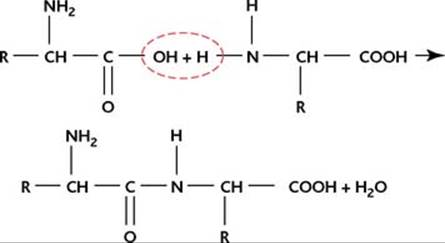 NH₂ H
R CH C OH + H N CH COOH
O R
NH₂ H
R CH C N CH COOH + H₂O
O R